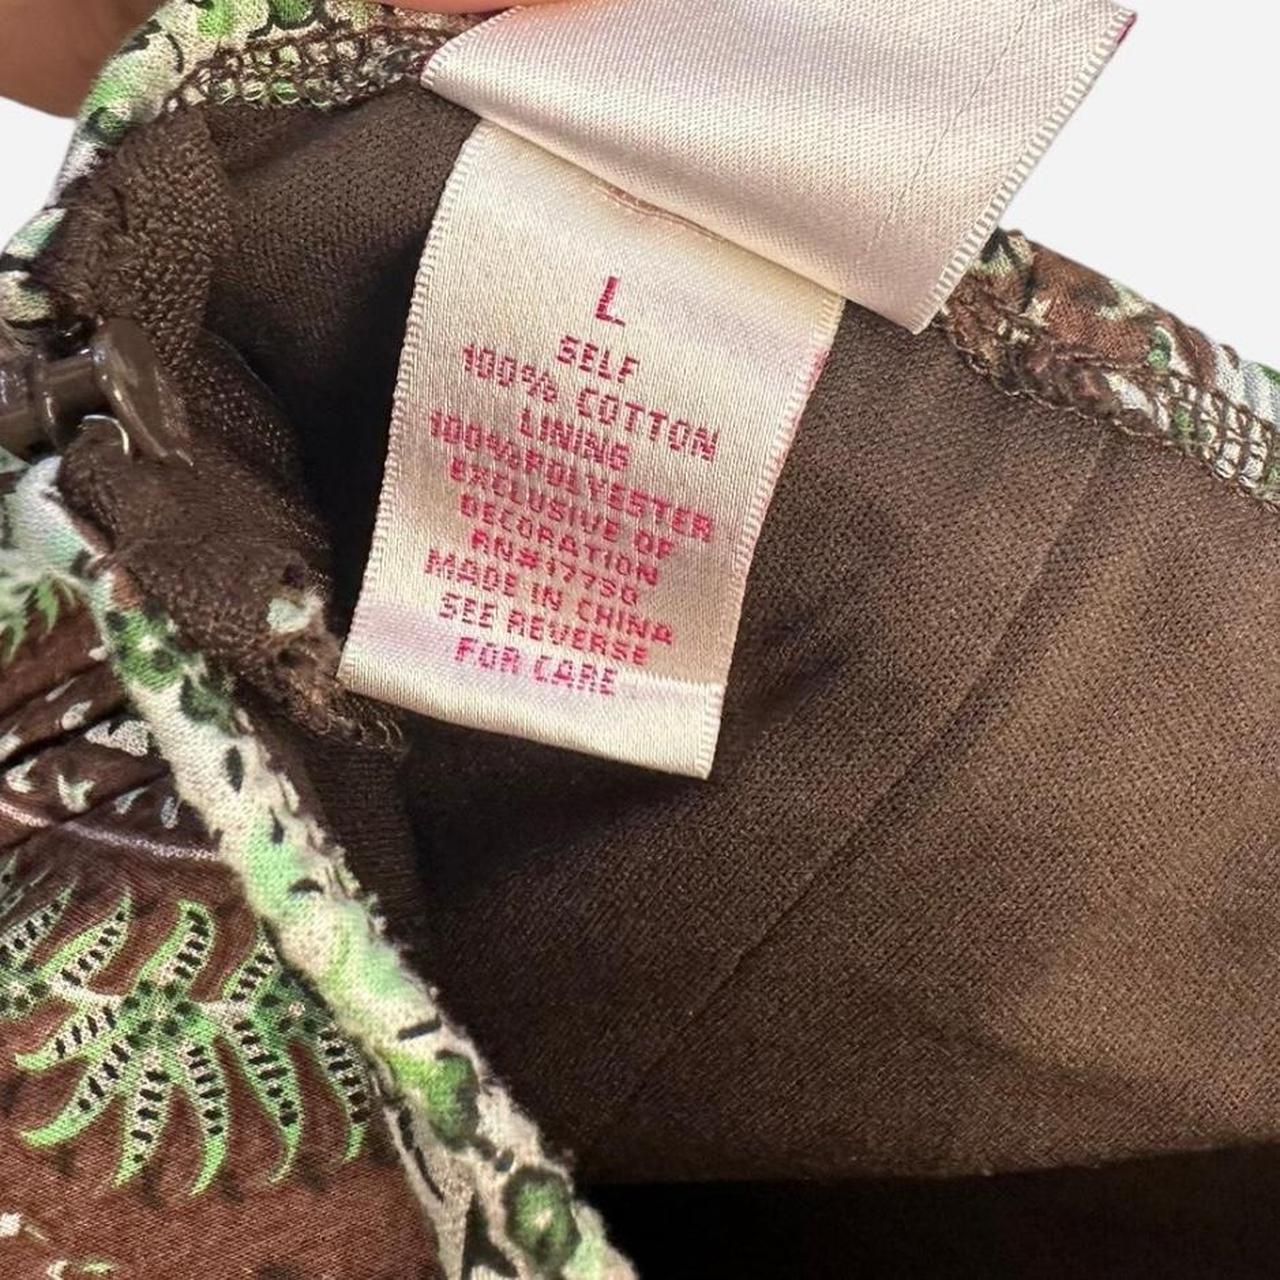 L
SELF
100% COTTON
LINING
100%POLYESTER
EXCLUSIVE OF
DECORATION
RN#17730
MADE IN CHINA
SEE REVERSE
FOR CARE